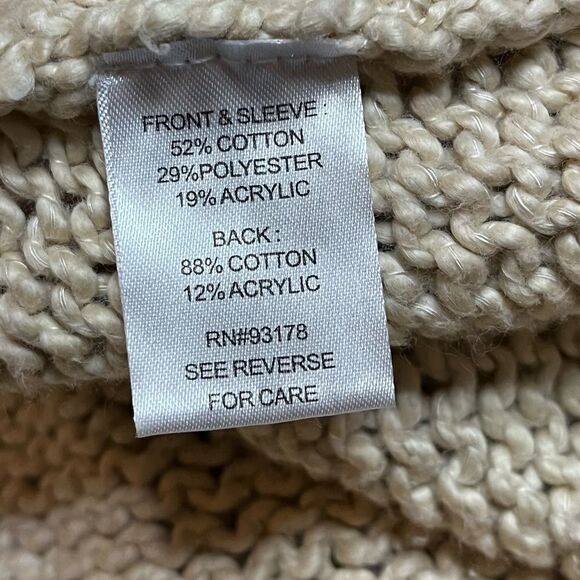 FRONT & SLEEVE :
52% COTTON
29%POLYESTER
19% ACRYLIC
BACK :
88% COTTON
12% ACRYLIC
RN#93178
SEE REVERSE
FOR CARE